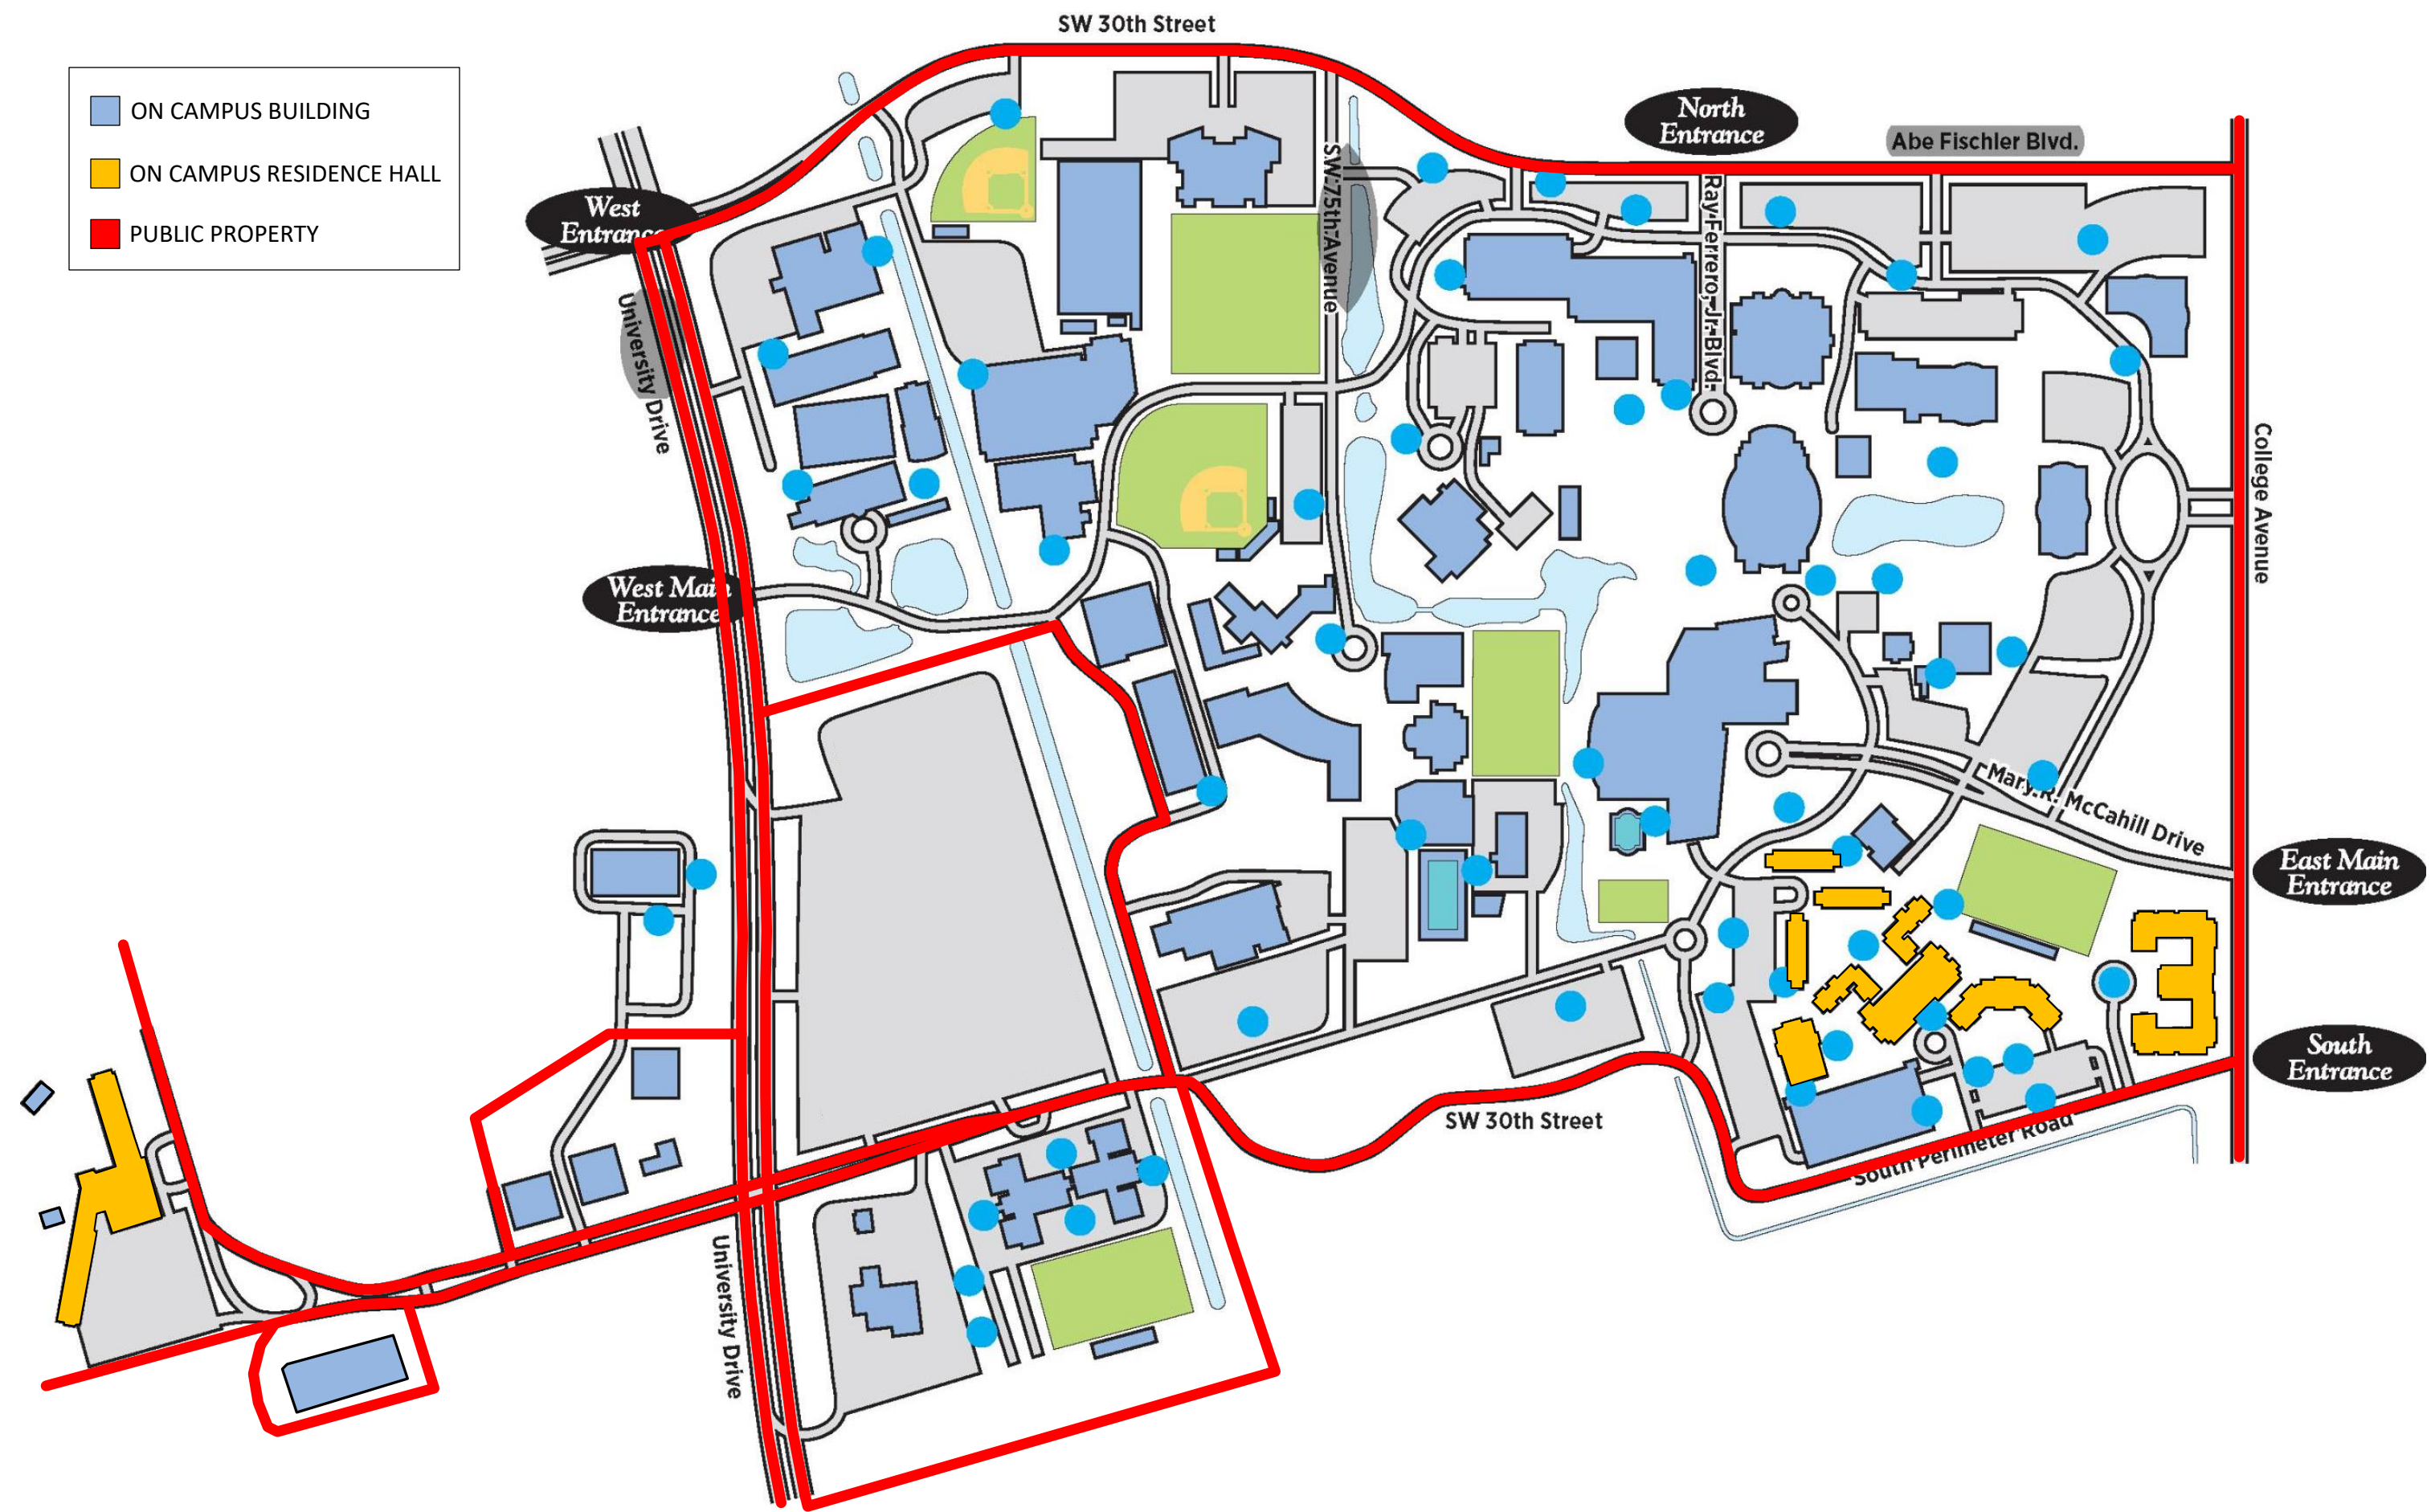 SW 30th Street
ON CAMPUS BUILDING
ON CAMPUS RESIDENCE HALL
PUBLIC PROPERTY
North
Entrance
Abe Fischler Blvd.
West
Entrance
SW 75th Avenue
Ray Ferrero, Jr. Blvd.
University Drive
College Avenue
West Main
Entrance
Mary R. McCahill Drive
East Main
Entrance
South
Entrance
SW 30th Street
South Perimeter Road
University Drive